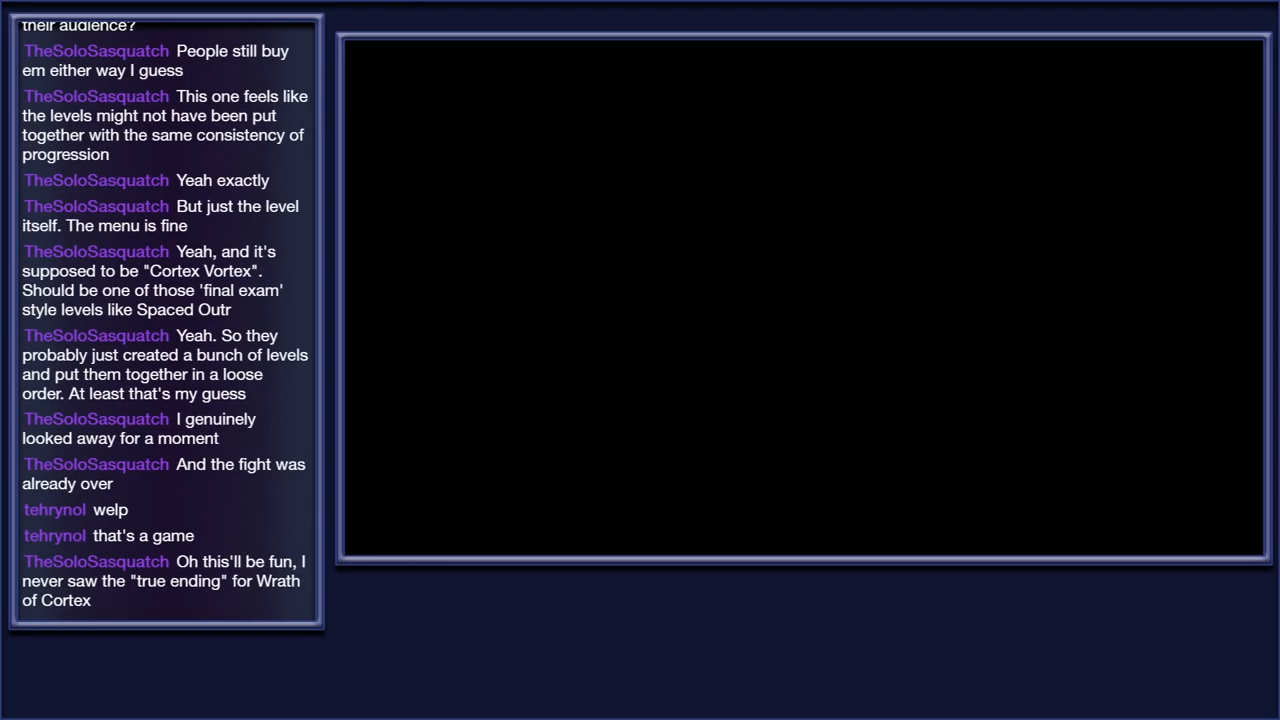 their audience?
TheSoloSasquatch People still buy
em either way I guess
TheSoloSasquatch This one feels like
the levels might not have been put
together with the same consistency of
progression
TheSoloSasquatch Yeah exactly
TheSoloSasquatch But just the level
itself. The menu is fine
TheSoloSasquatch Yeah, and it's
supposed to be "Cortex Vortex".
Should be one of those 'final exam'
style levels like Spaced Outr
TheSoloSasquatch Yeah. So they
probably just created a bunch of levels
and put them together in a loose
order. At least that's my guess
TheSoloSasquatch I genuinely
looked away for a moment
TheSoloSasquatch And the fight was
already over
tehrynol welp
tehrynol that's a game
TheSoloSasquatch Oh this'll be fun, I
never saw the "true ending" for Wrath
of Cortex